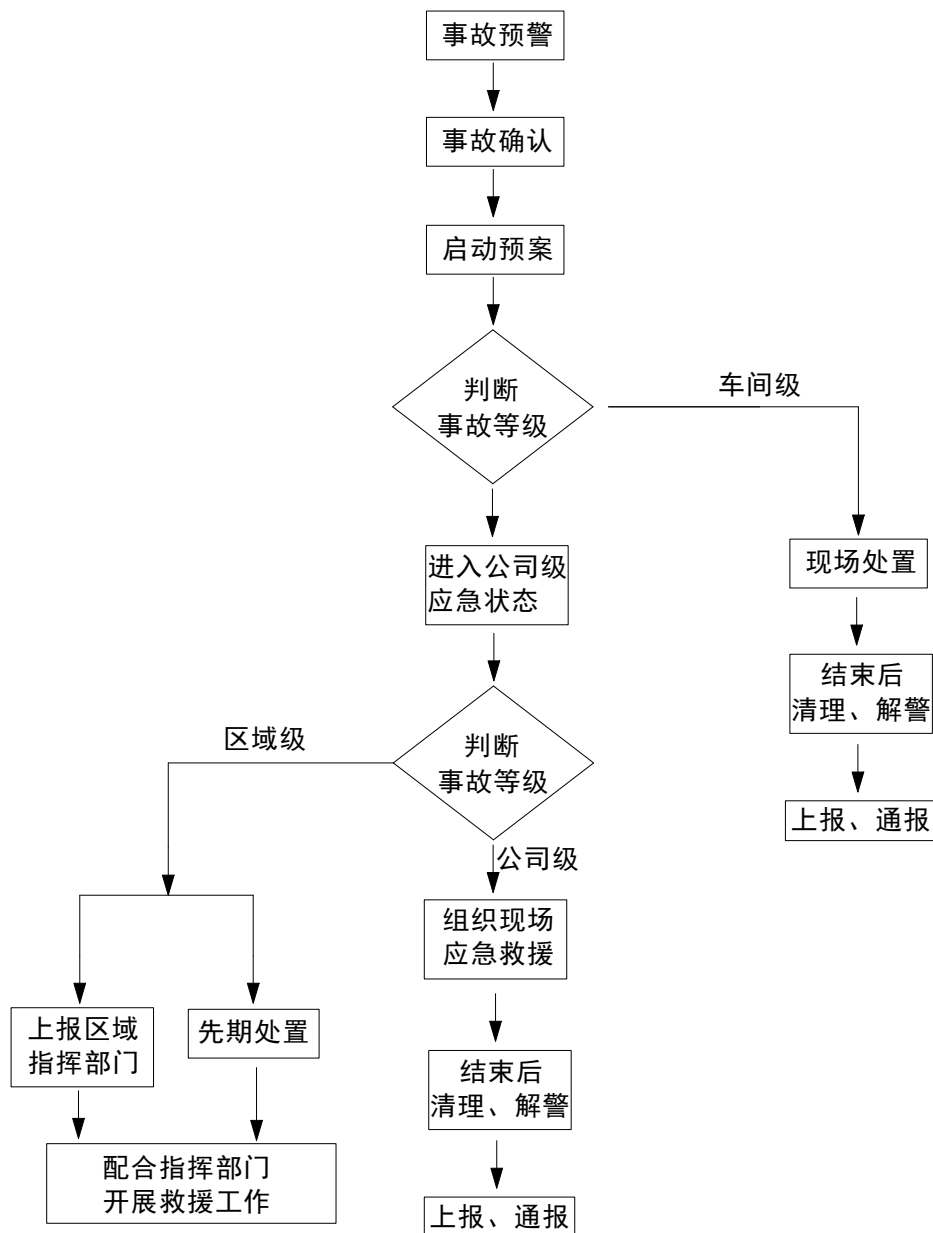 事故预警
事故确认
启动预案
判断
事故等级
车间级
进入公司级
应急状态
现场处置
结束后
清理、解警
上报、通报
区域级
判断
事故等级
公司级
组织现场
应急救援
上报区域
指挥部门
先期处置
结束后
清理、解警
配合指挥部门
开展救援工作
上报、通报